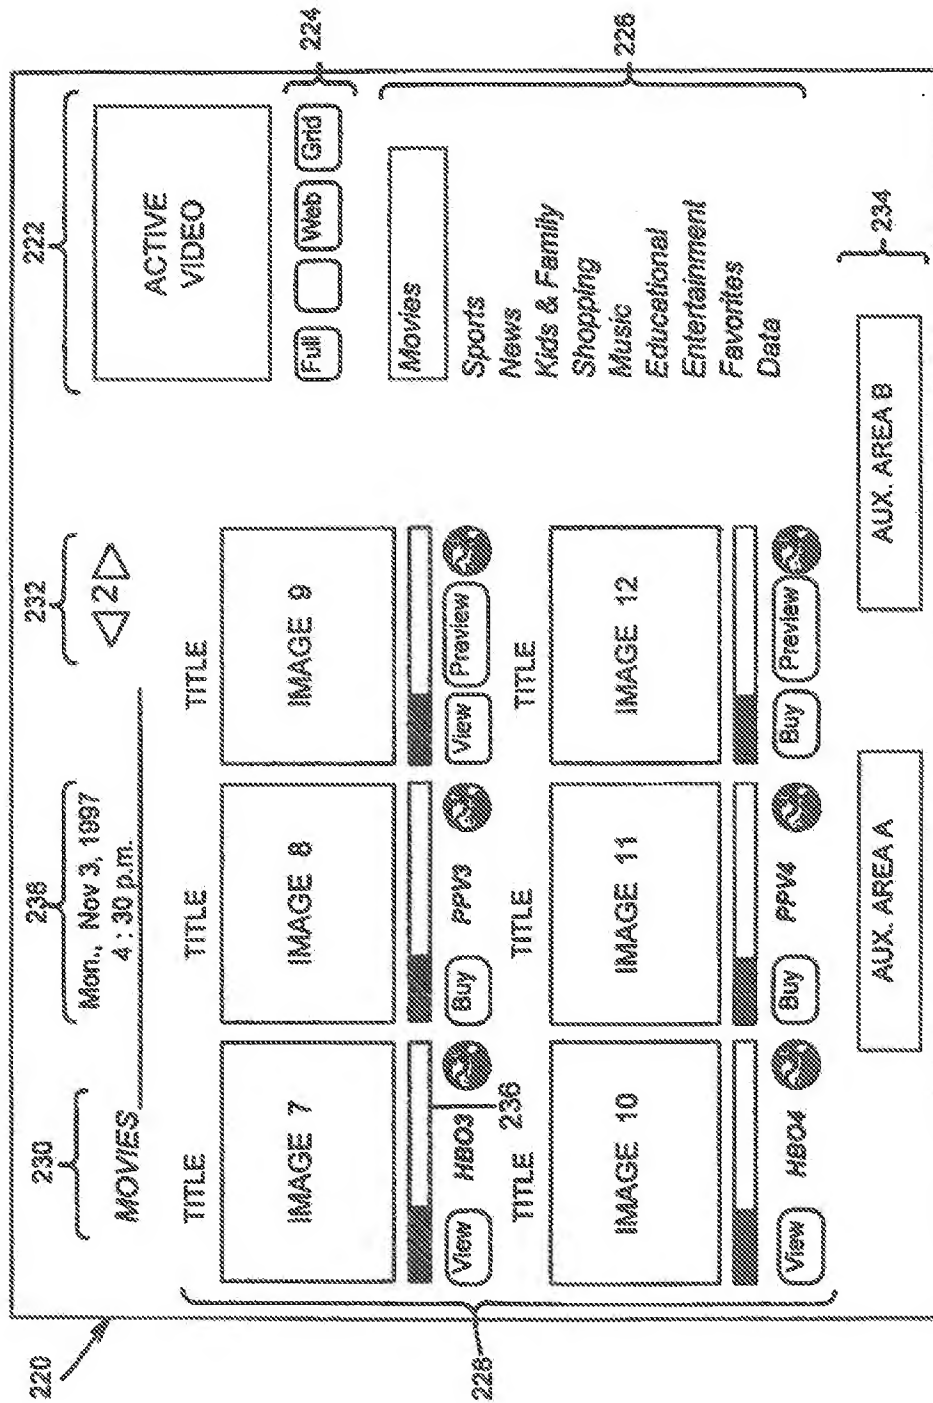 220
230
238
232
222
MOVIES
Mon., Nov 3, 1997
4 : 30 p.m.
2
ACTIVE
VIDEO
224
Full
Web
Grid
TITLE
TITLE
TITLE
IMAGE 7
IMAGE 8
IMAGE 9
View
HBO3
Buy
PPV3
View
Preview
236
228
Movies
Sports
News
Kids & Family
Shopping
Music
Educational
Entertainment
Favorites
Data
226
TITLE
TITLE
TITLE
IMAGE 10
IMAGE 11
IMAGE 12
View
HBO4
Buy
PPV4
Buy
Preview
AUX. AREA A
AUX. AREA B
234